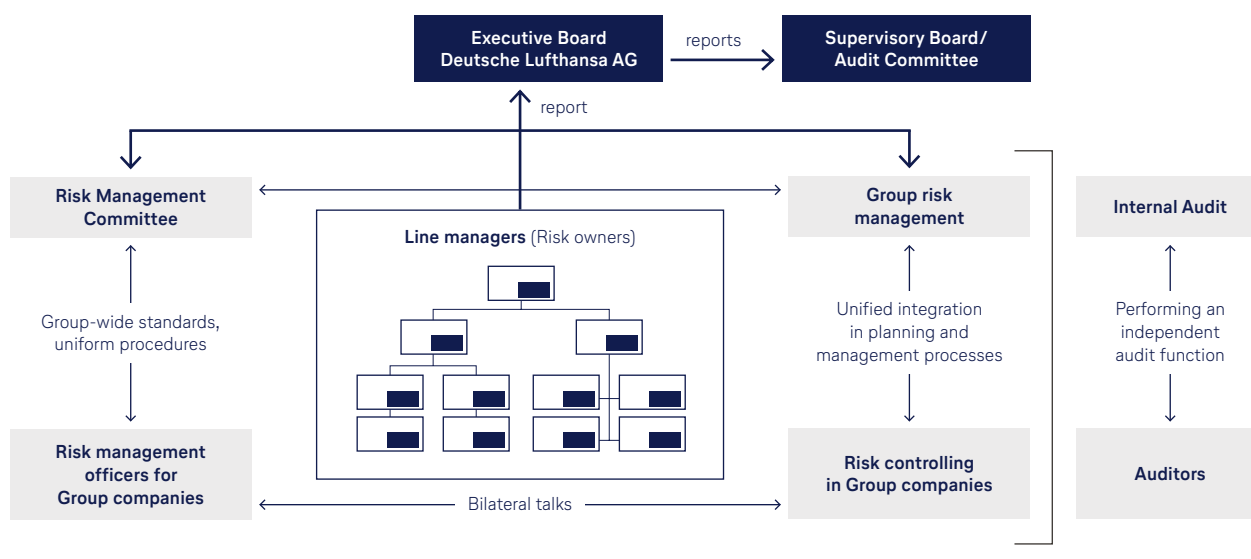 Executive Board
Deutsche Lufthansa AG
reports
Supervisory Board/
Audit Committee
report
Risk Management
Committee
Group risk
management
Internal Audit
Line managers (Risk owners)
Group-wide standards,
uniform procedures
Unified integration
in planning and
management processes
Performing an
independent
audit function
Risk management
officers for
Group companies
Bilateral talks
Risk controlling
in Group companies
Auditors